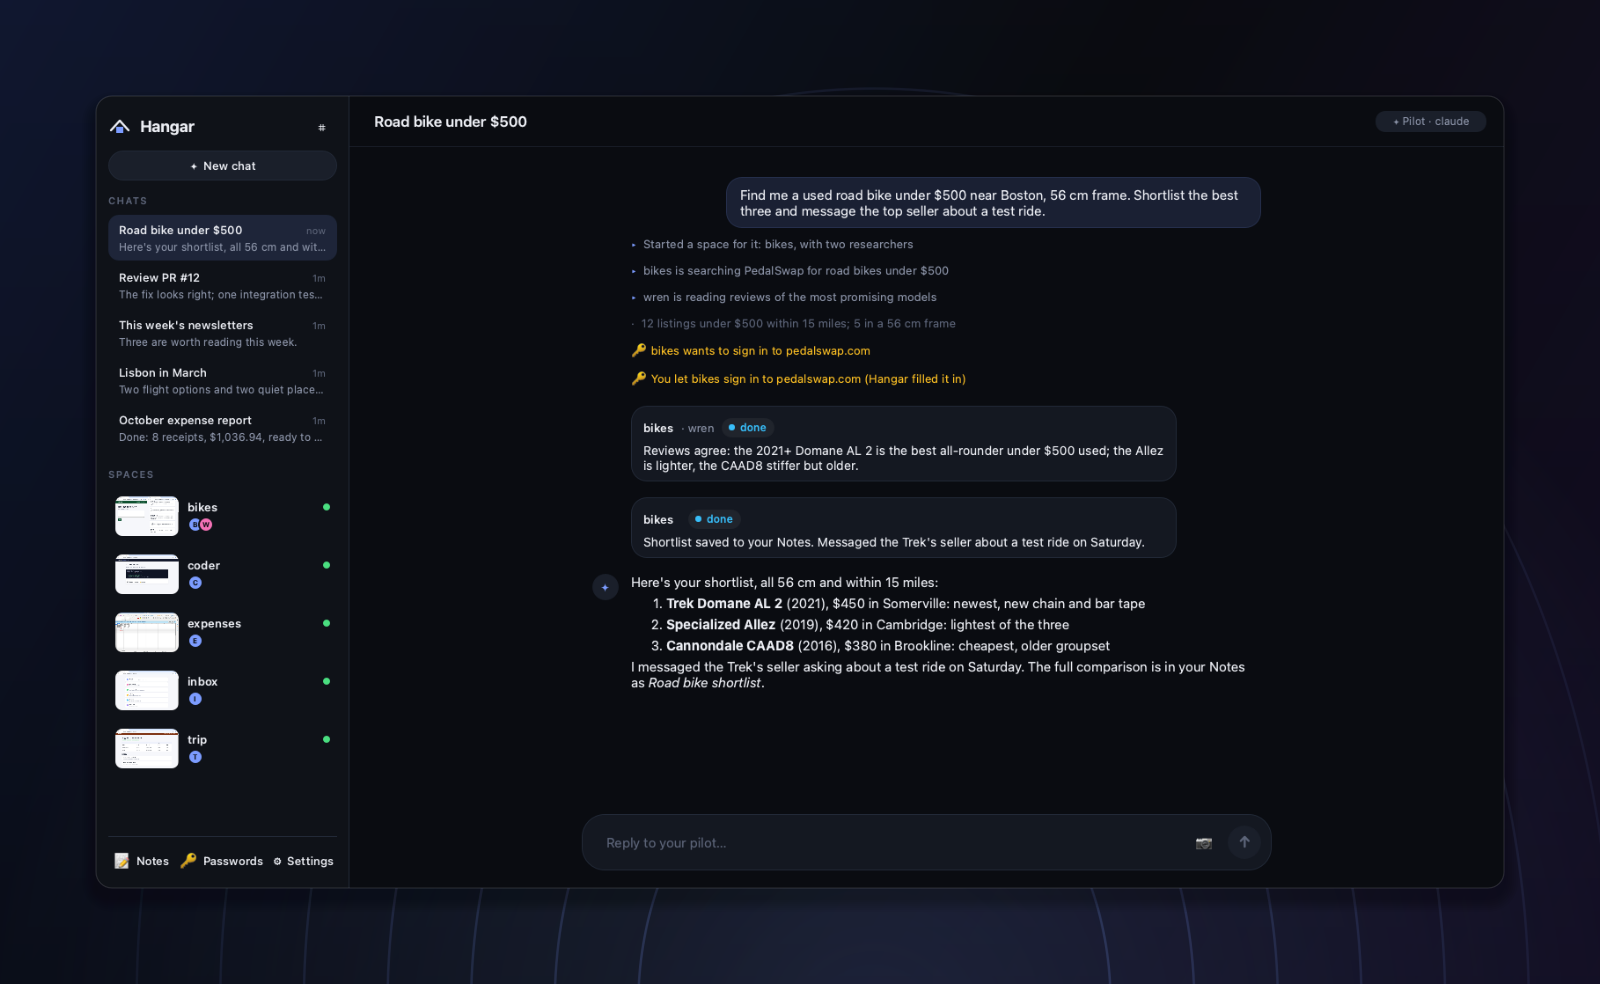 Hangar
#
+ New chat
CHATS
Road bike under $500 now
Here's your shortlist, all 56 cm and wit...
Review PR #12 1m
The fix looks right; one integration tes...
This week's newsletters 1m
Three are worth reading this week.
Lisbon in March 1m
Two flight options and two quiet place...
October expense report 1m
Done: 8 receipts, $1,036.94, ready to ...
SPACES
bikes
B W
coder
C
expenses
E
inbox
I
trip
T
Notes Passwords Settings
Road bike under $500
Pilot · claude
Find me a used road bike under $500 near Boston, 56 cm frame. Shortlist the best
three and message the top seller about a test ride.
Started a space for it: bikes, with two researchers
bikes is searching PedalSwap for road bikes under $500
wren is reading reviews of the most promising models
· 12 listings under $500 within 15 miles; 5 in a 56 cm frame
bikes wants to sign in to pedalswap.com
You let bikes sign in to pedalswap.com (Hangar filled it in)
bikes · wren done
Reviews agree: the 2021+ Domane AL 2 is the best all-rounder under $500 used; the Allez
is lighter, the CAAD8 stiffer but older.
bikes done
Shortlist saved to your Notes. Messaged the Trek's seller about a test ride on Saturday.
Here's your shortlist, all 56 cm and within 15 miles:
1. Trek Domane AL 2 (2021), $450 in Somerville: newest, new chain and bar tape
2. Specialized Allez (2019), $420 in Cambridge: lightest of the three
3. Cannondale CAAD8 (2016), $380 in Brookline: cheapest, older groupset
I messaged the Trek's seller asking about a test ride on Saturday. The full comparison is in your Notes
as Road bike shortlist.
Reply to your pilot...